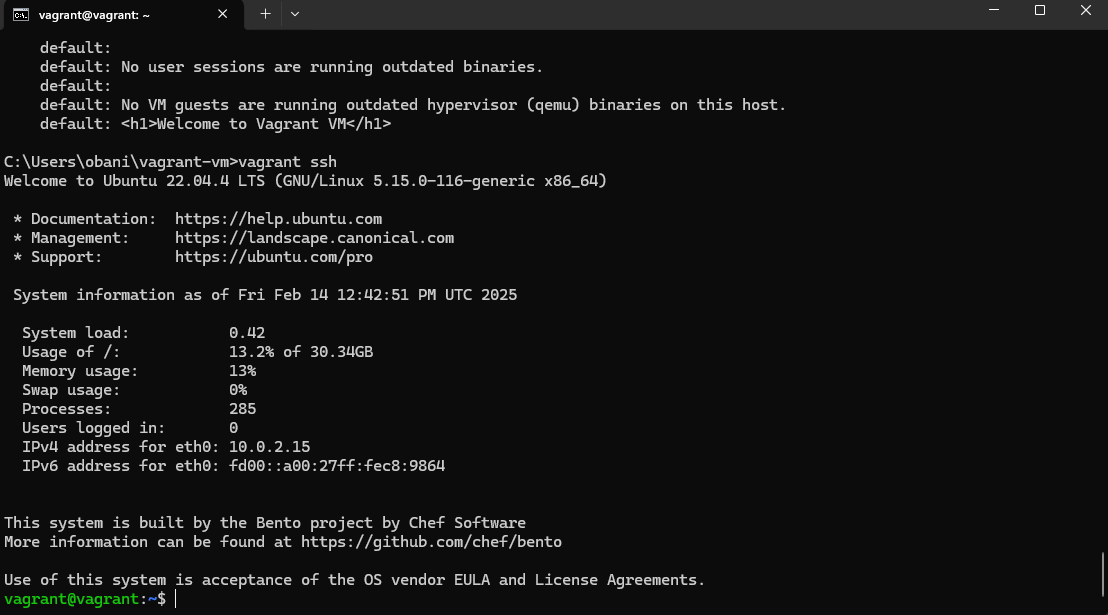 vagrant@vagrant: ~
default:
default: No user sessions are running outdated binaries.
default:
default: No VM guests are running outdated hypervisor (qemu) binaries on this host.
default: <h1>Welcome to Vagrant VM</h1>
C:\Users\obani\vagrant-vm>vagrant ssh
Welcome to Ubuntu 22.04.4 LTS (GNU/Linux 5.15.0-116-generic x86_64)
* Documentation:  https://help.ubuntu.com
* Management:     https://landscape.canonical.com
* Support:        https://ubuntu.com/pro
System information as of Fri Feb 14 12:42:51 PM UTC 2025
System load:           0.42
Usage of /:            13.2% of 30.34GB
Memory usage:          13%
Swap usage:            0%
Processes:             285
Users logged in:       0
IPv4 address for eth0: 10.0.2.15
IPv6 address for eth0: fd00::a00:27ff:fec8:9864
This system is built by the Bento project by Chef Software
More information can be found at https://github.com/chef/bento
Use of this system is acceptance of the OS vendor EULA and License Agreements.
vagrant@vagrant:~$